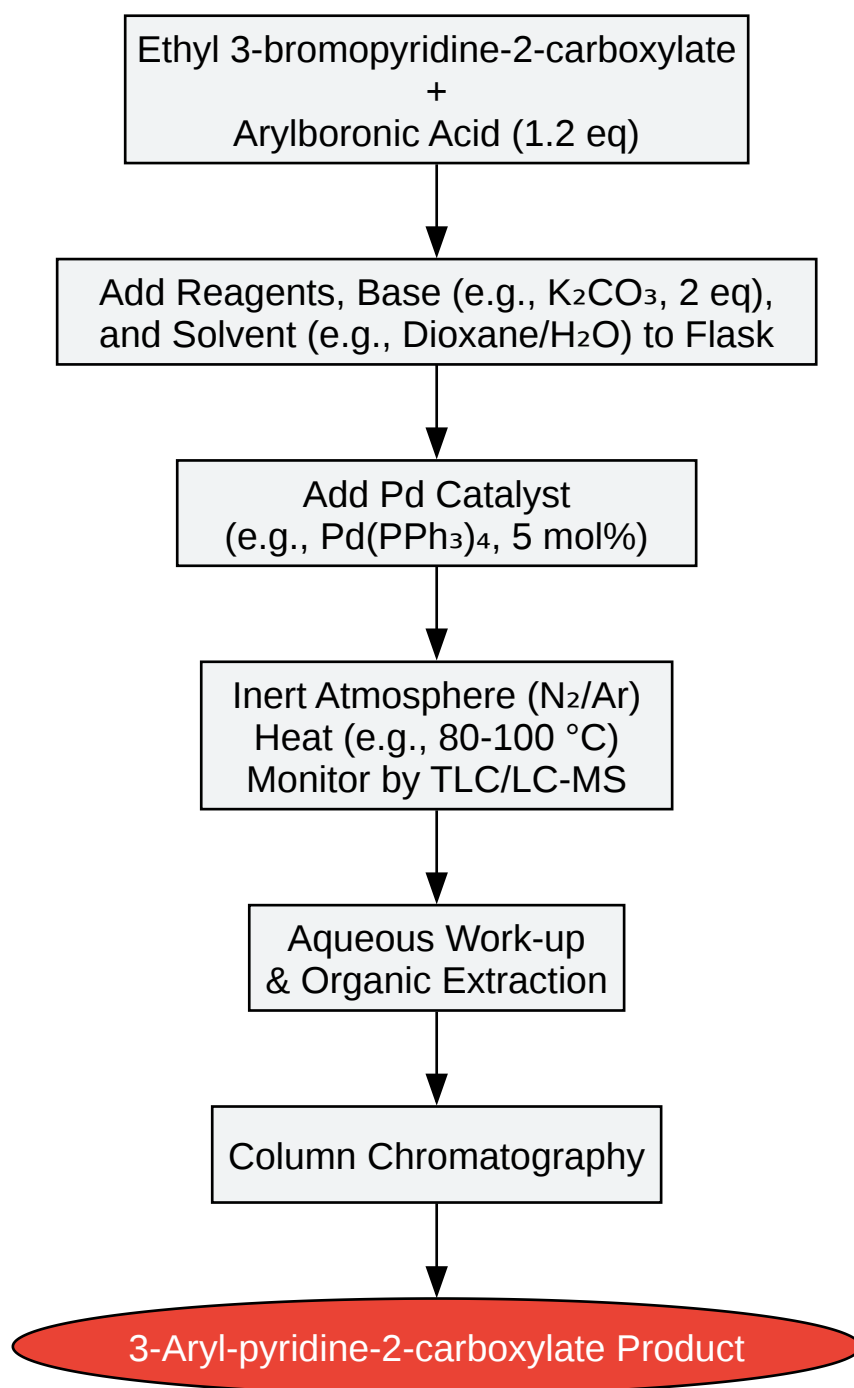 Ethyl 3-bromopyridine-2-carboxylate
+
Arylboronic Acid (1.2 eq)
Add Reagents, Base (e.g., K₂CO₃, 2 eq),
and Solvent (e.g., Dioxane/H₂O) to Flask
Add Pd Catalyst
(e.g., Pd(PPh₃)₄, 5 mol%)
Inert Atmosphere (N₂/Ar)
Heat (e.g., 80-100 °C)
Monitor by TLC/LC-MS
Aqueous Work-up
& Organic Extraction
Column Chromatography
3-Aryl-pyridine-2-carboxylate Product